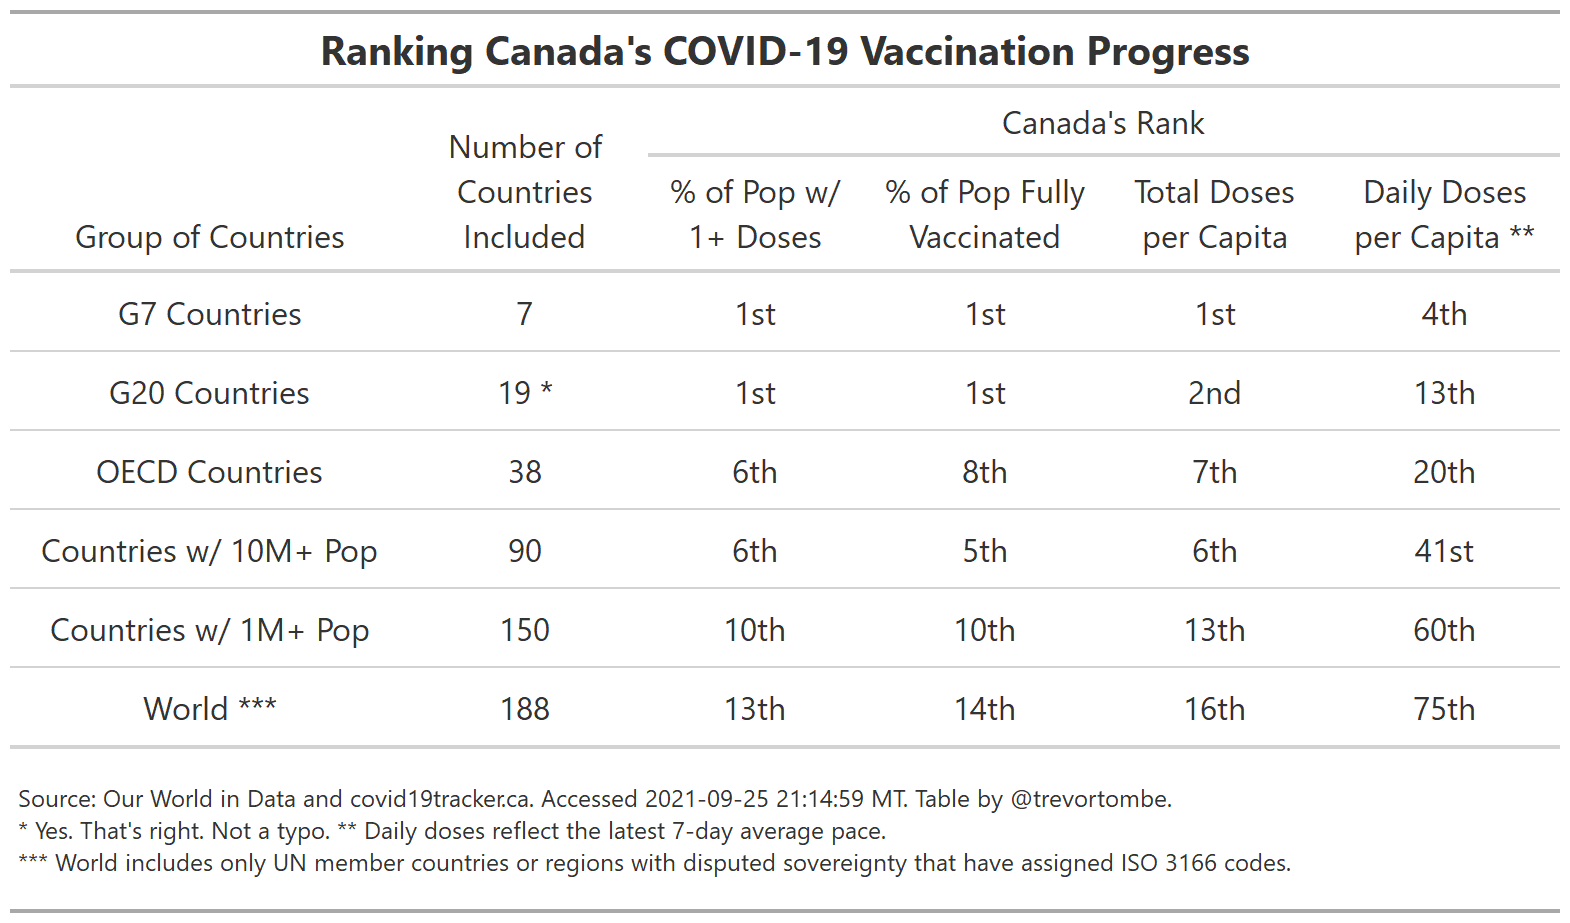 Ranking Canada's COVID-19 Vaccination Progress
Canada's Rank
Number of
Countries
Included
Group of Countries
% of Pop w/
1+ Doses
% of Pop Fully
Vaccinated
Total Doses
per Capita
Daily Doses
per Capita **
G7 Countries 7 1st 1st 1st 4th
G20 Countries 19 * 1st 1st 2nd 13th
OECD Countries 38 6th 8th 7th 20th
Countries w/ 10M+ Pop 90 6th 5th 6th 41st
Countries w/ 1M+ Pop 150 10th 10th 13th 60th
World *** 188 13th 14th 16th 75th
Source: Our World in Data and covid19tracker.ca. Accessed 2021-09-25 21:14:59 MT. Table by @trevortombe.
* Yes. That's right. Not a typo. ** Daily doses reflect the latest 7-day average pace.
*** World includes only UN member countries or regions with disputed sovereignty that have assigned ISO 3166 codes.